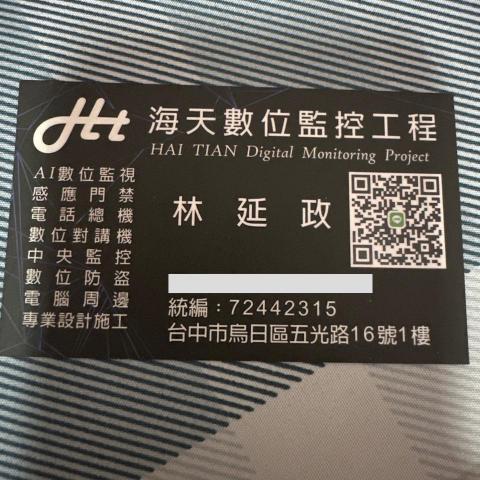 Ht 海天數位監控工程
HAI TIAN Digital Monitoring Project
AI數位監視
感應門禁
電話總機
數位對講機
中央監控
數位防盜
電腦周邊
專業設計施工
林延政
統編：72442315
台中市烏日區五光路16號1樓